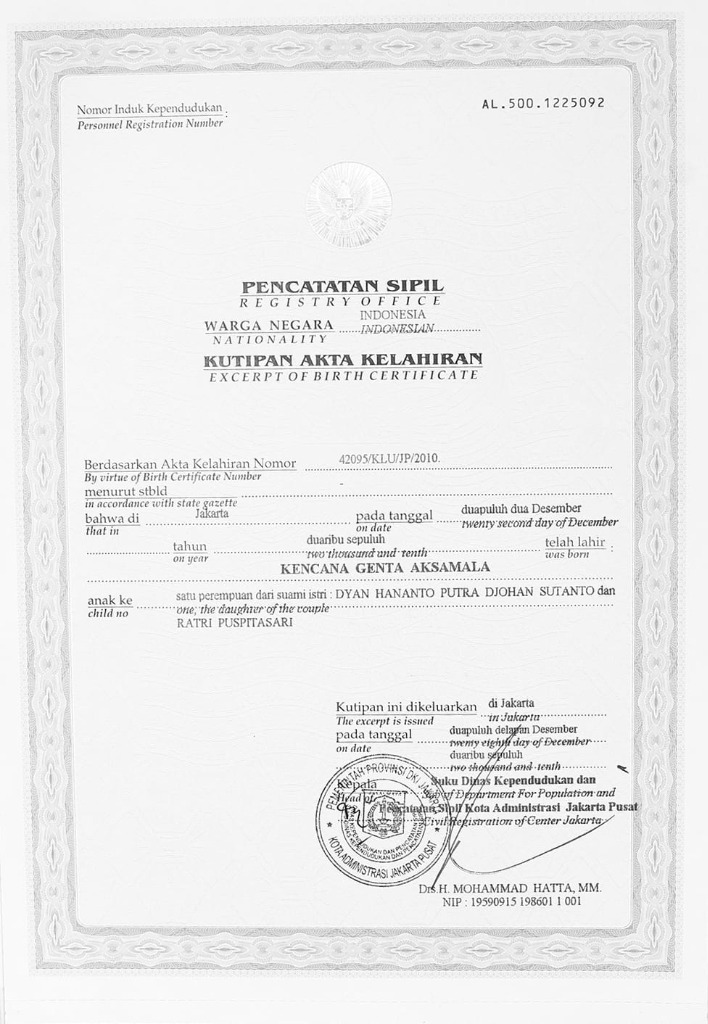 Nomor Induk Kependudukan :
Personnel Registration Number
AL.500.1225092
PENCATATAN SIPIL
REGISTRY OFFICE
WARGA NEGARA INDONESIA
NATIONALITY INDONESIAN
KUTIPAN AKTA KELAHIRAN
EXCERPT OF BIRTH CERTIFICATE
Berdasarkan Akta Kelahiran Nomor 42095/KLU/JP/2010.
By virtue of Birth Certificate Number
menurut stbld -
in accordance with state gazette
bahwa di Jakarta pada tanggal duapuluh dua Desember
that in on date twenty second day of December
tahun duaribu sepuluh telah lahir :
on year two thousand and tenth was born
KENCANA GENTA AKSAMALA
anak ke satu perempuan dari suami istri : DYAN HANANTO PUTRA DJOHAN SUTANTO dan
child no one, the daughter of the couple
RATRI PUSPITASARI
Kutipan ini dikeluarkan di Jakarta
The excerpt is issued in Jakarta
pada tanggal duapuluh delapan Desember
on date twenty eighth day of December
duaribu sepuluh
two thousand and tenth
Kepala Suku Dinas Kependudukan dan
Head of of Department For Population and
Pencatatan Sipil Kota Administrasi Jakarta Pusat
Civil Registration of Center Jakarta
PEMERINTAH PROVINSI DKI JAKARTA
KOTA ADMINISTRASI JAKARTA PUSAT
Drs.H. MOHAMMAD HATTA, MM.
NIP : 19590915 198601 1 001